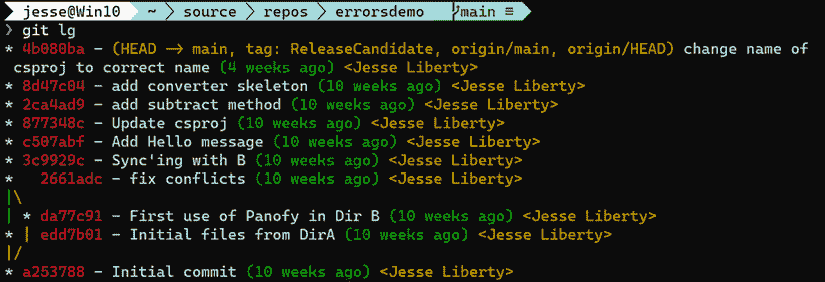 jesse@Win10 ~ source repos errorsdemo main ≡
❯ git lg
* 4b080ba - (HEAD -> main, tag: ReleaseCandidate, origin/main, origin/HEAD) change name of
csproj to correct name (4 weeks ago) <Jesse Liberty>
* 8d47c04 - add converter skeleton (10 weeks ago) <Jesse Liberty>
* 2ca4ad9 - add subtract method (10 weeks ago) <Jesse Liberty>
* 877348c - Update csproj (10 weeks ago) <Jesse Liberty>
* c507abf - Add Hello message (10 weeks ago) <Jesse Liberty>
* 3c9929c - Sync'ing with B (10 weeks ago) <Jesse Liberty>
*   2661adc - fix conflicts (10 weeks ago) <Jesse Liberty>
|\
| * da77c91 - First use of Panofy in Dir B (10 weeks ago) <Jesse Liberty>
* | edd7b01 - Initial files from DirA (10 weeks ago) <Jesse Liberty>
|/
* a253788 - Initial commit (10 weeks ago) <Jesse Liberty>